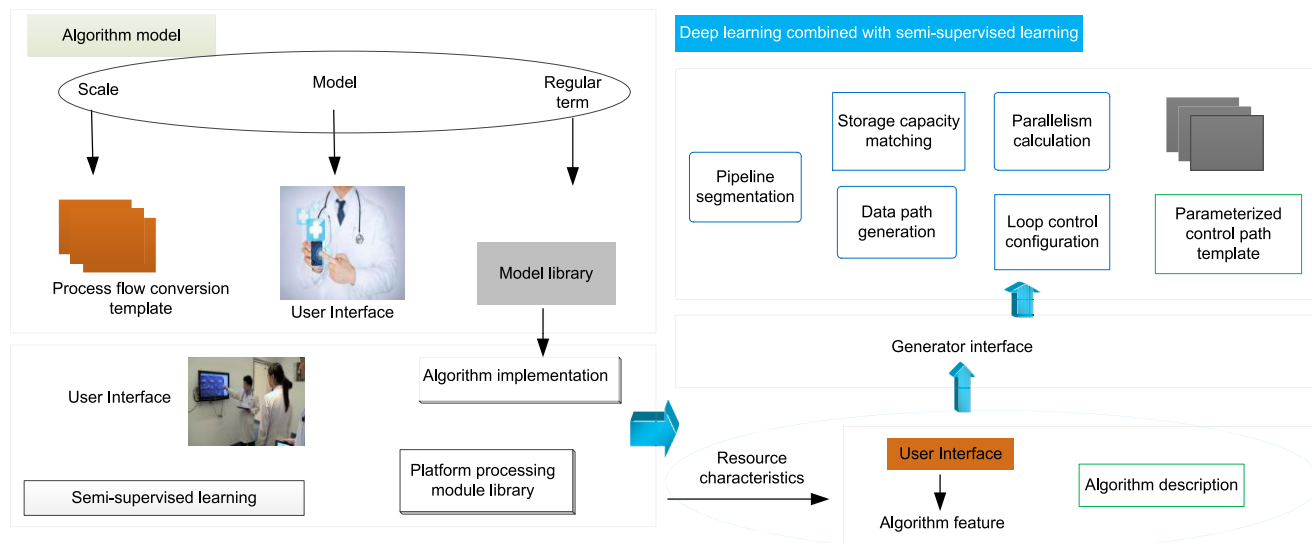 Algorithm model
Scale
Model
Regular
term
Process flow conversion
template
User Interface
Model library
User Interface
Algorithm implementation
Semi-supervised learning
Platform processing
module library
Deep learning combined with semi-supervised learning
Pipeline
segmentation
Storage capacity
matching
Parallelism
calculation
Data path
generation
Loop control
configuration
Parameterized
control path
template
Generator interface
Resource
characteristics
User Interface
Algorithm feature
Algorithm description